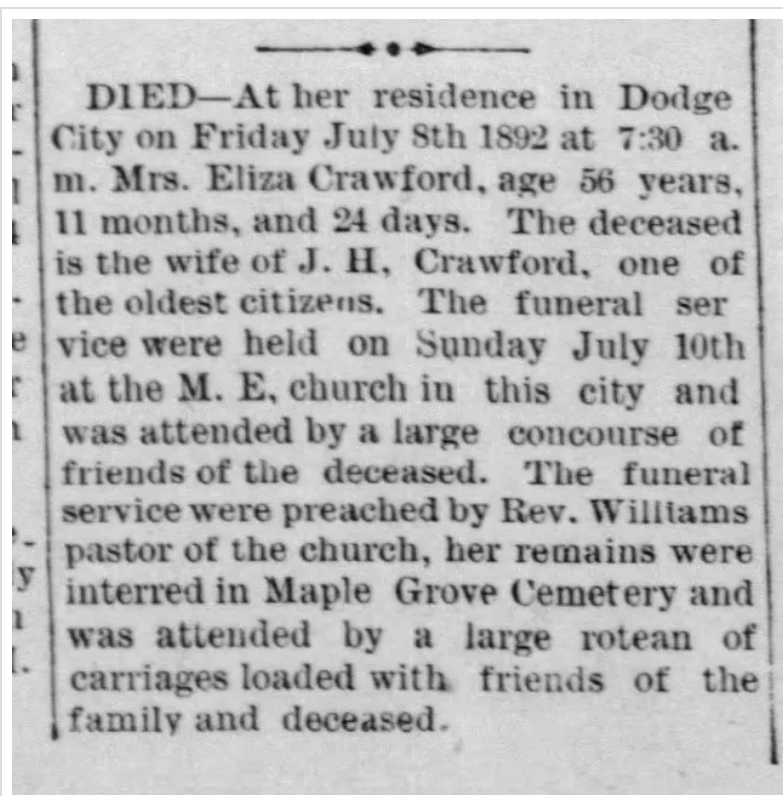 DIED—At her residence in Dodge
City on Friday July 8th 1892 at 7:30 a.
m. Mrs. Eliza Crawford, age 56 years,
11 months, and 24 days. The deceased
is the wife of J. H, Crawford, one of
the oldest citizens. The funeral ser
vice were held on Sunday July 10th
at the M. E, church in this city and
was attended by a large concourse of
friends of the deceased. The funeral
service were preached by Rev. Williams
pastor of the church, her remains were
interred in Maple Grove Cemetery and
was attended by a large rotean of
carriages loaded with friends of the
family and deceased.